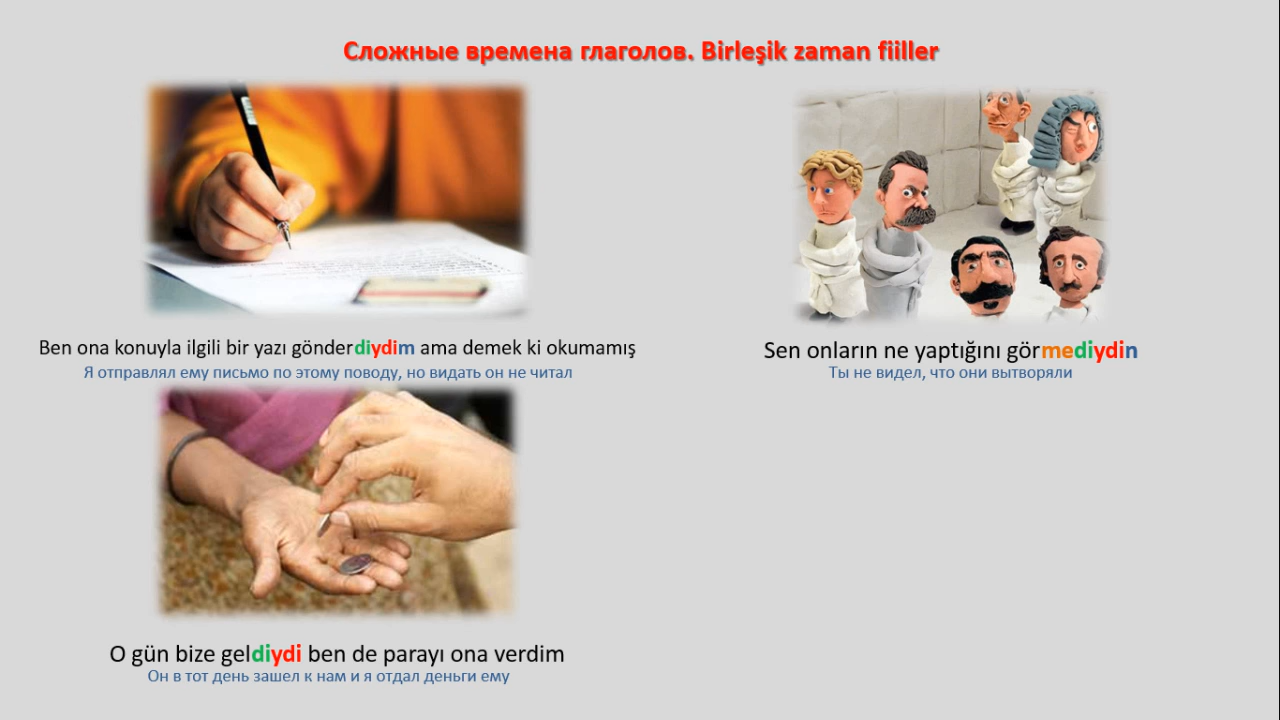 Сложные времена глаголов. Birleşik zaman fiiller
Ben ona konuyla ilgili bir yazı gönderdiydim ama demek ki okumamış
Я отправлял ему письмо по этому поводу, но видать он не читал
Sen onların ne yaptığını görmediydin
Ты не видел, что они вытворяли
O gün bize geldiydi ben de parayı ona verdim
Он в тот день зашел к нам и я отдал деньги ему